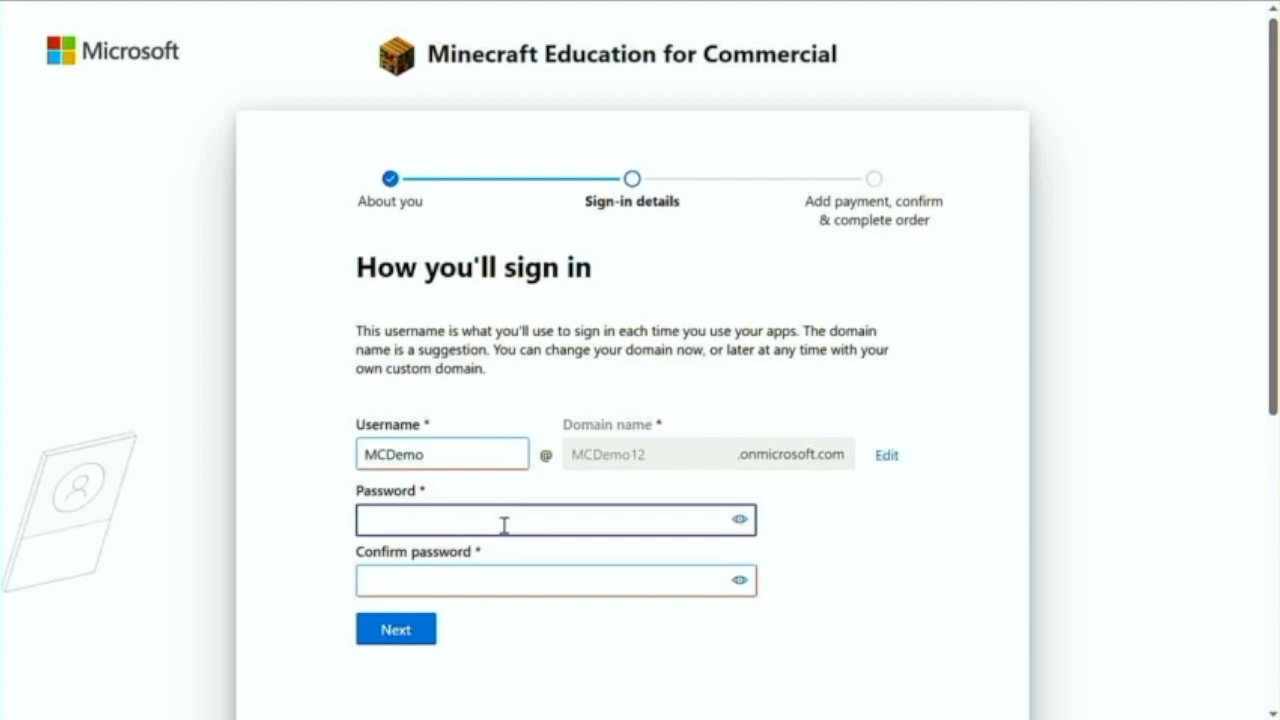 Microsoft
Minecraft Education for Commercial
About you
Sign-in details
Add payment, confirm
& complete order
How you'll sign in
This username is what you'll use to sign in each time you use your apps. The domain
name is a suggestion. You can change your domain now, or later at any time with your
own custom domain.
Username *
Domain name *
MCDemo @ MCDemo12 .onmicrosoft.com Edit
Password *
Confirm password *
Next